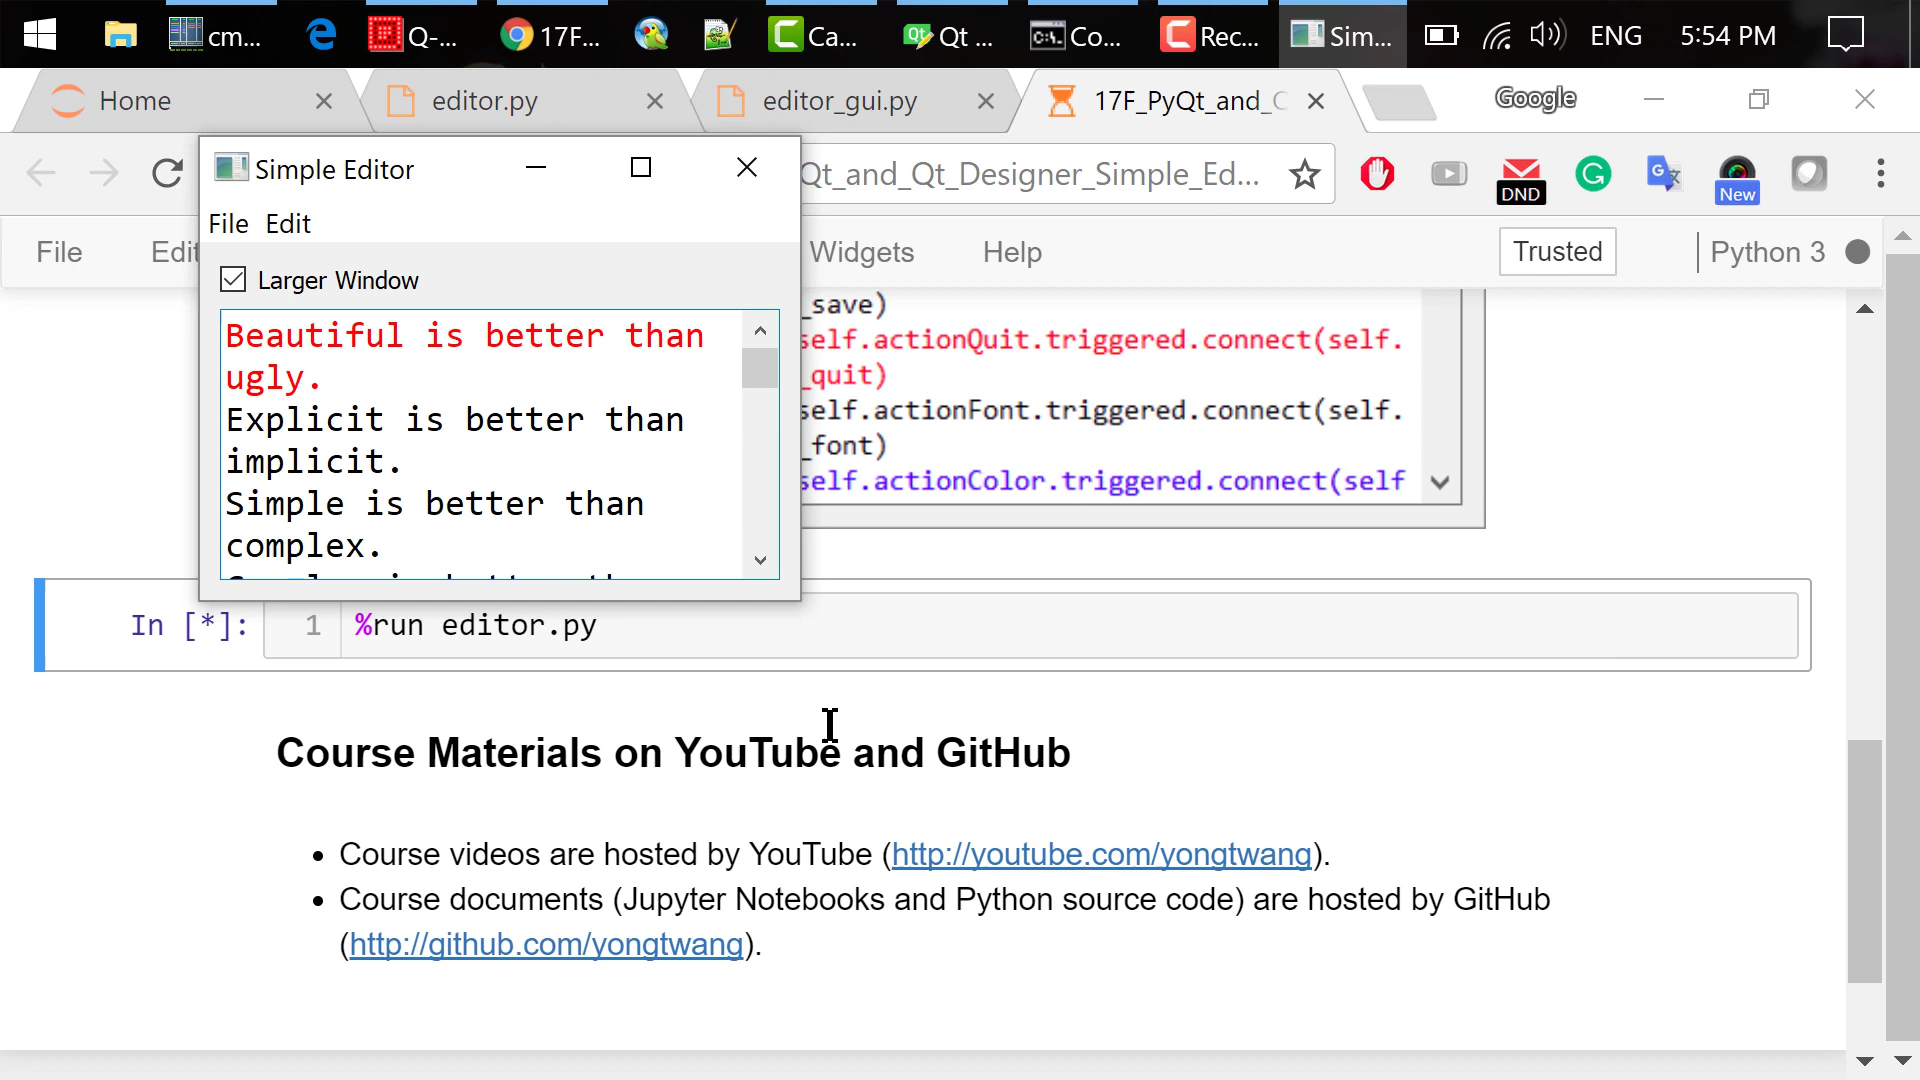 cm...
Q-...
17F...
Ca...
Qt ...
Co...
Rec...
Sim...
ENG
5:54 PM
Home
editor.py
editor_gui.py
17F_PyQt_and_
Google
Simple Editor
Qt_and_Qt_Designer_Simple_Ed...
DND
New
File Edit
File
Edit
Widgets
Help
Trusted
Python 3
Larger Window
Beautiful is better than
ugly.
Explicit is better than
implicit.
Simple is better than
complex.
_save)
self.actionQuit.triggered.connect(self.
_quit)
self.actionFont.triggered.connect(self.
_font)
self.actionColor.triggered.connect(self
In [*]:
1
%run editor.py
Course Materials on YouTube and GitHub
• Course videos are hosted by YouTube (http://youtube.com/yongtwang).
• Course documents (Jupyter Notebooks and Python source code) are hosted by GitHub
(http://github.com/yongtwang).